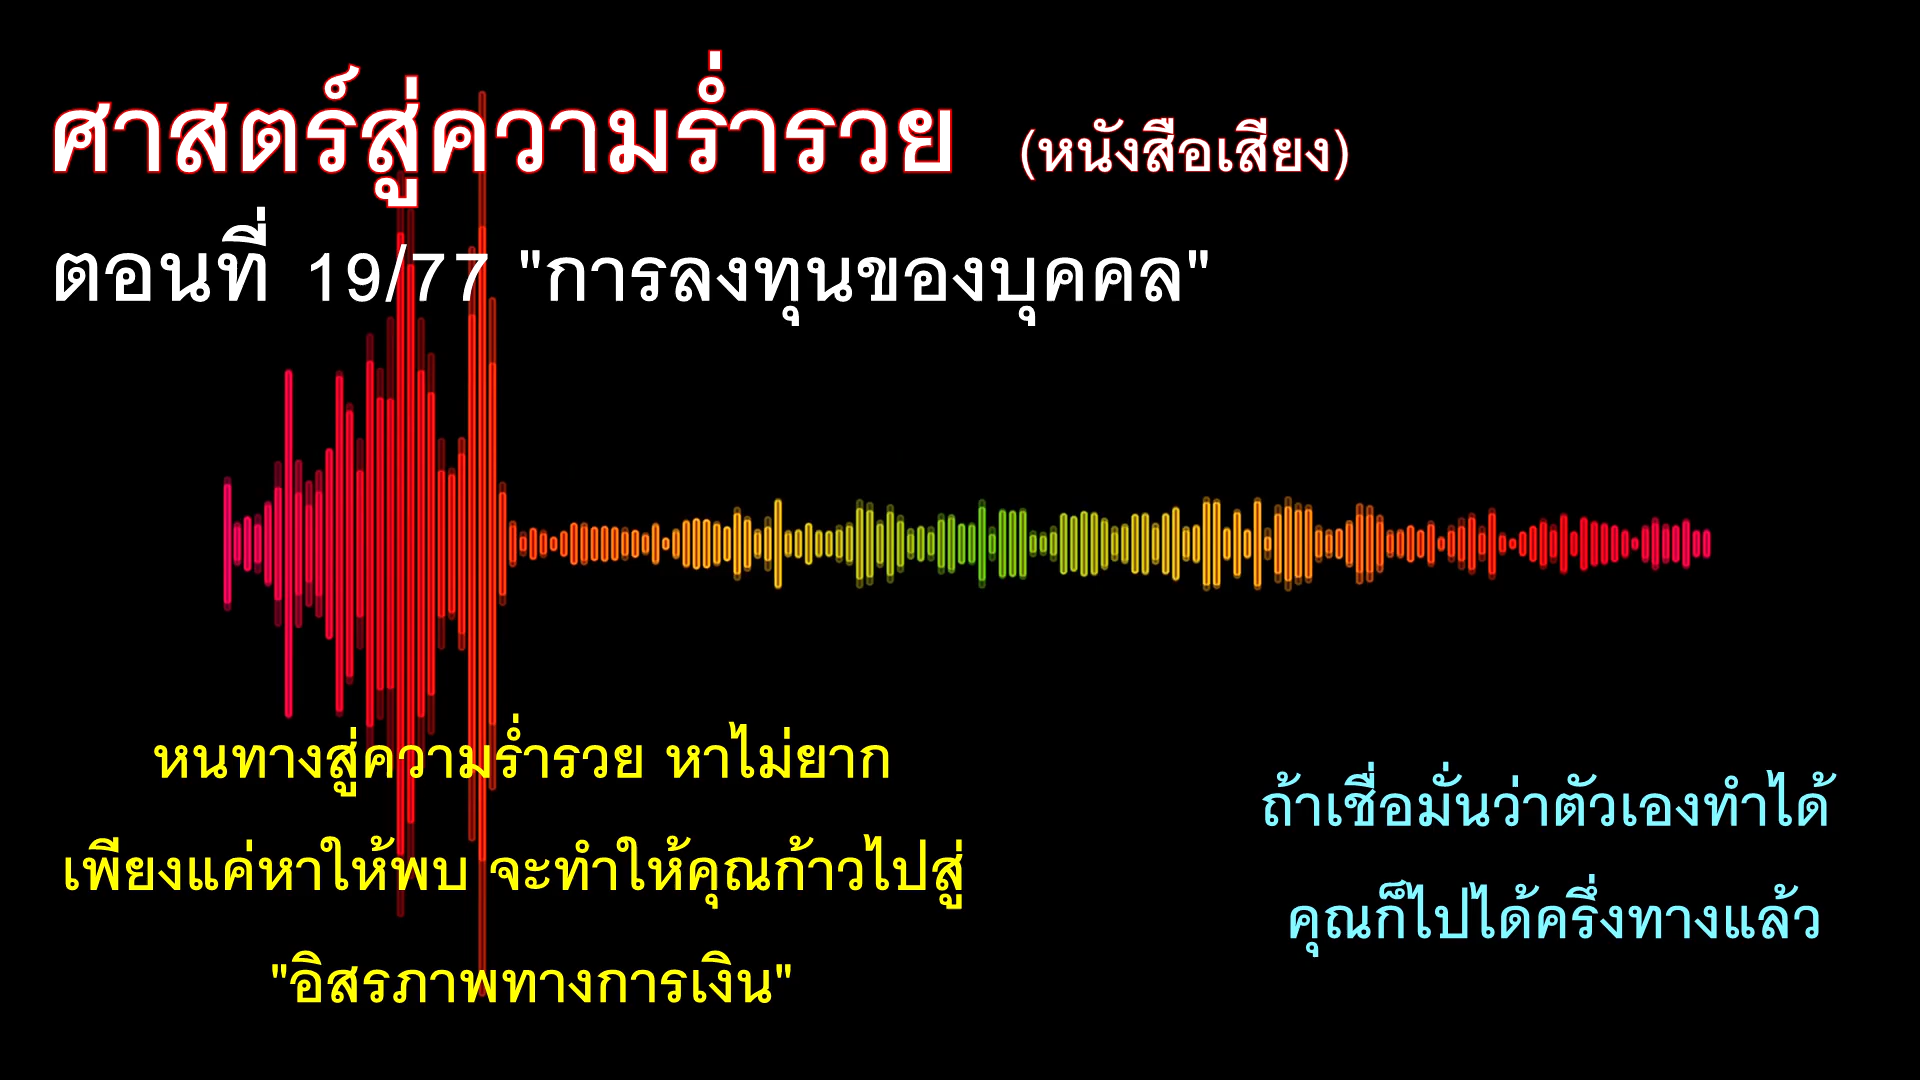 ศาสตร์สู่ความร่ำรวย (หนังสือเสียง)
ตอนที่ 19/77 "การลงทุนของบุคคล"
หนทางสู่ความร่ำรวย หาไม่ยาก
เพียงแค่หาให้พบ จะทำให้คุณก้าวไปสู่
"อิสรภาพทางการเงิน"
ถ้าเชื่อมั่นว่าตัวเองทำได้
คุณก็ไปได้ครึ่งทางแล้ว